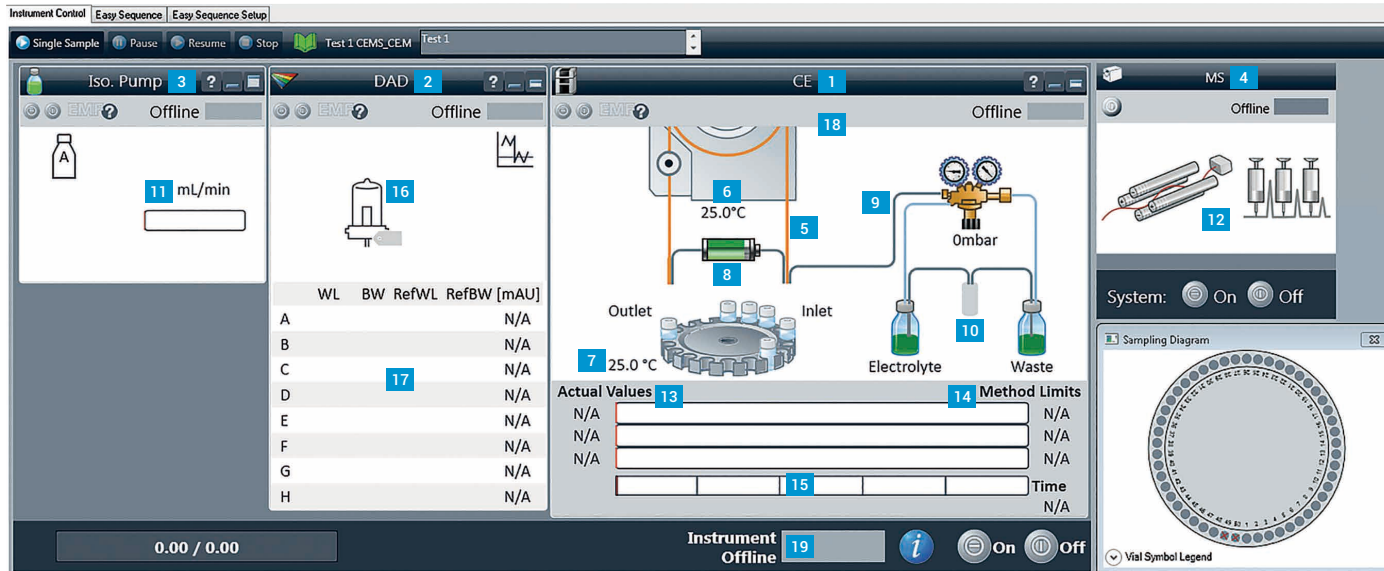 Instrument Control Easy Sequence Easy Sequence Setup
Single Sample Pause Resume Stop Test 1 CEMS_CE.M Test 1
Iso. Pump 3 ?
EMF ? Offline
A
11 mL/min
DAD 2 ?
EMF ? Offline
16
WL BW RefWL RefBW [mAU]
A N/A
B N/A
C N/A
D N/A
E N/A
F N/A
G N/A
H N/A
17
CE 1 ?
EMF ? Offline
18
6
25.0°C
5
9
8
0mbar
Outlet Inlet
10
7 25.0 °C
Electrolyte Waste
Actual Values 13 14 Method Limits
N/A N/A
N/A N/A
N/A N/A
15 Time
N/A
MS 4
Offline
12
System: On Off
Sampling Diagram
Vial Symbol Legend
0.00 / 0.00
Instrument
Offline 19 i On Off